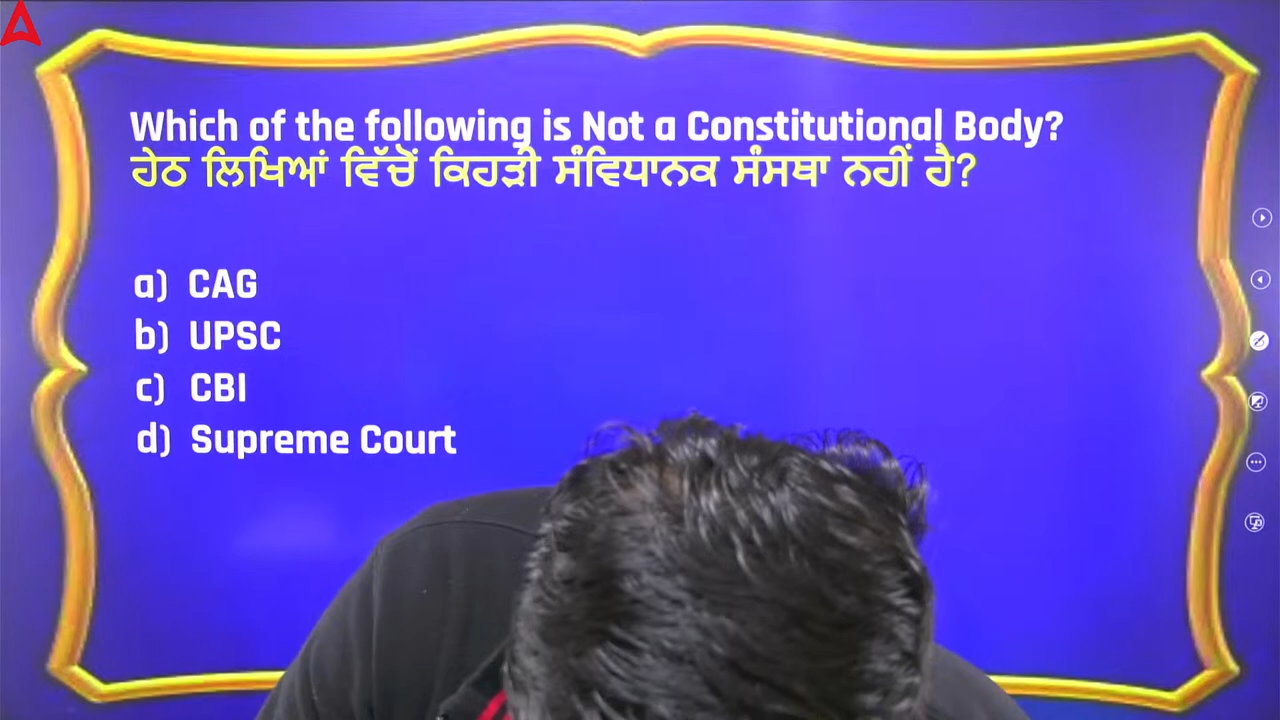 Which of the following is Not a Constitutional Body?
ਹੇਠ ਲਿਖਿਆਂ ਵਿੱਚੋਂ ਕਿਹੜੀ ਸੰਵਿਧਾਨਕ ਸੰਸਥਾ ਨਹੀਂ ਹੈ?
a) CAG
b) UPSC
c) CBI
d) Supreme Court